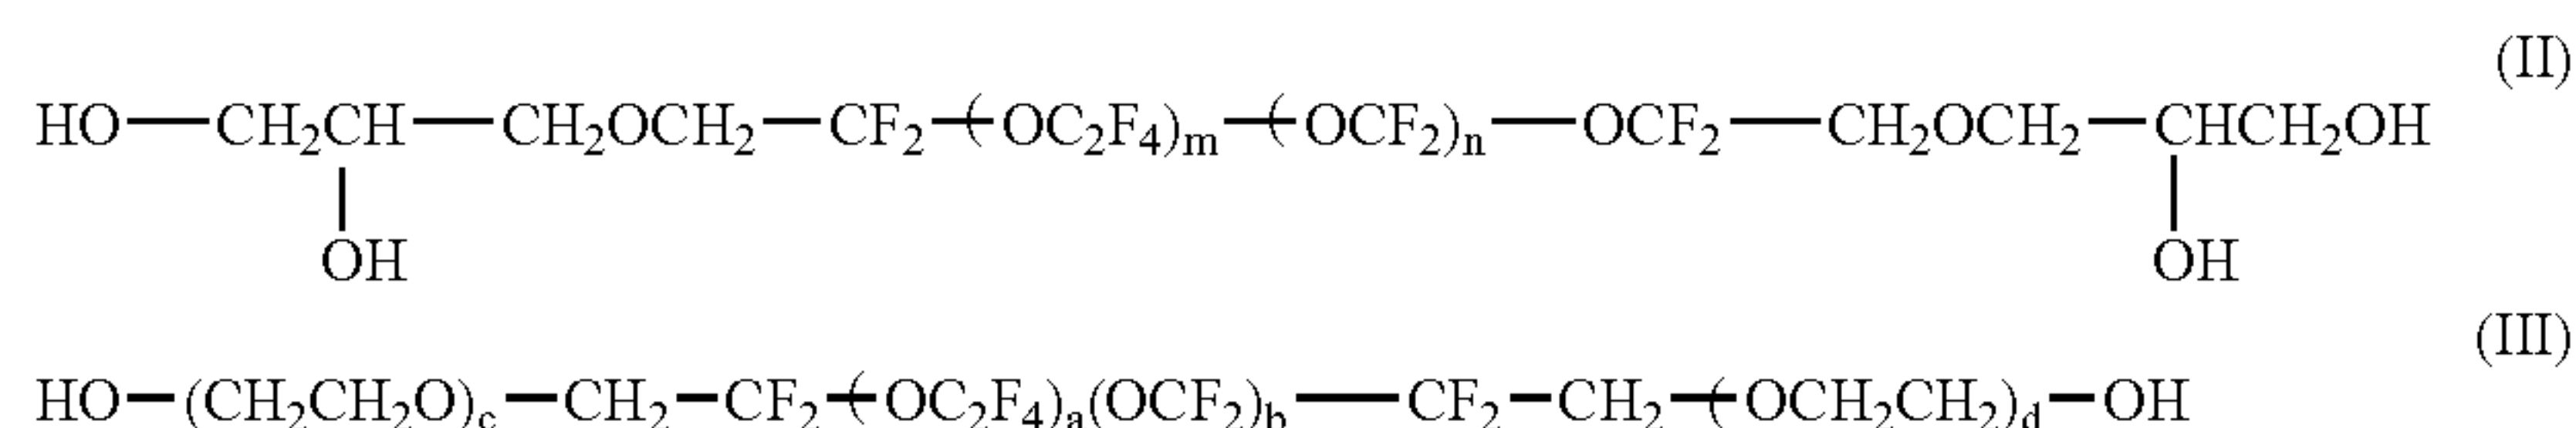 (II)
HO—CH₂CH—CH₂OCH₂—CF₂—(OC₂F₄)ₘ—(OCF₂)ₙ—OCF₂—CH₂OCH₂—CHCH₂OH
OH OH
(III)
HO—(CH₂CH₂O)c—CH₂—CF₂—(OC₂F₄)a(OCF₂)b—CF₂—CH₂—(OCH₂CH₂)d—OH